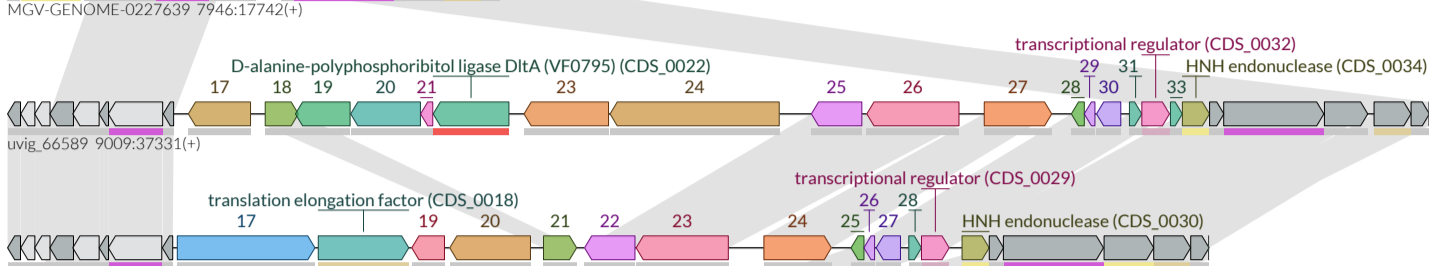 MGV-GENOME-0227639 7946:17742(+)
transcriptional regulator (CDS_0032)
D-alanine-polyphosphoribitol ligase DltA (VF0795) (CDS_0022) 29 31 HNH endonuclease (CDS_0034)
17 18 19 20 21 23 24 25 26 27 28 30 33
uvig_66589 9009:37331(+)
transcriptional regulator (CDS_0029)
translation elongation factor (CDS_0018) 26 28
17 19 20 21 22 23 24 25 27 HNH endonuclease (CDS_0030)